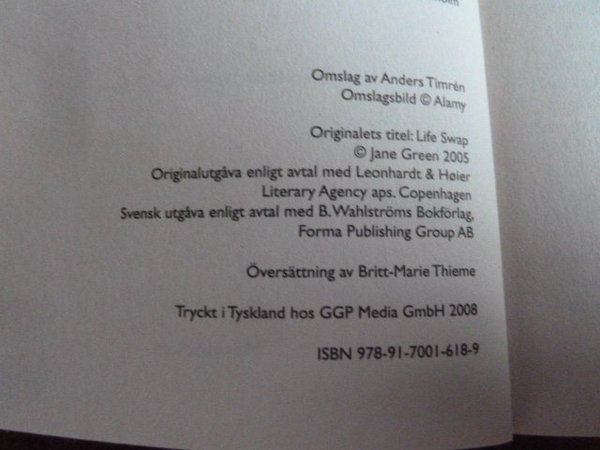 Omslag av Anders Timrén
Omslagsbild © Alamy
Originalets titel: Life Swap
© Jane Green 2005
Originalutgåva enligt avtal med Leonhardt & Høier
Literary Agency aps. Copenhagen
Svensk utgåva enligt avtal med B. Wahlströms Bokförlag,
Forma Publishing Group AB
Översättning av Britt-Marie Thieme
Tryckt i Tyskland hos GGP Media GmbH 2008
ISBN 978-91-7001-618-9